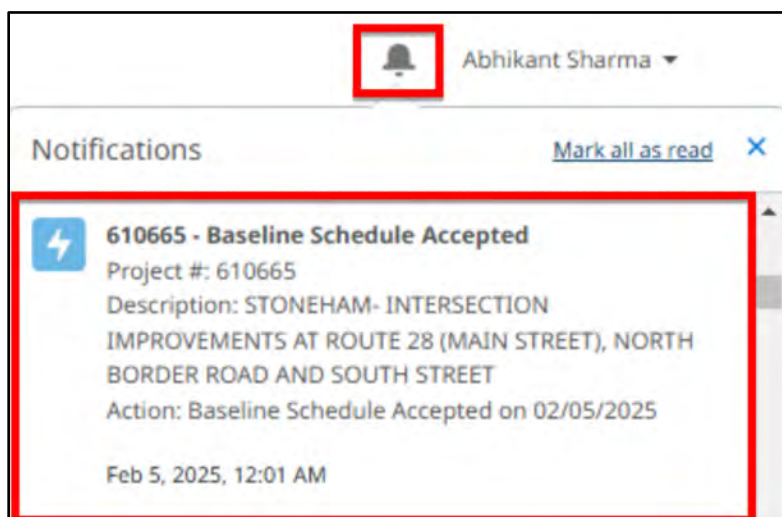 Abhikant Sharma
Notifications
Mark all as read
610665 - Baseline Schedule Accepted
Project #: 610665
Description: STONEHAM- INTERSECTION
IMPROVEMENTS AT ROUTE 28 (MAIN STREET), NORTH
BORDER ROAD AND SOUTH STREET
Action: Baseline Schedule Accepted on 02/05/2025
Feb 5, 2025, 12:01 AM